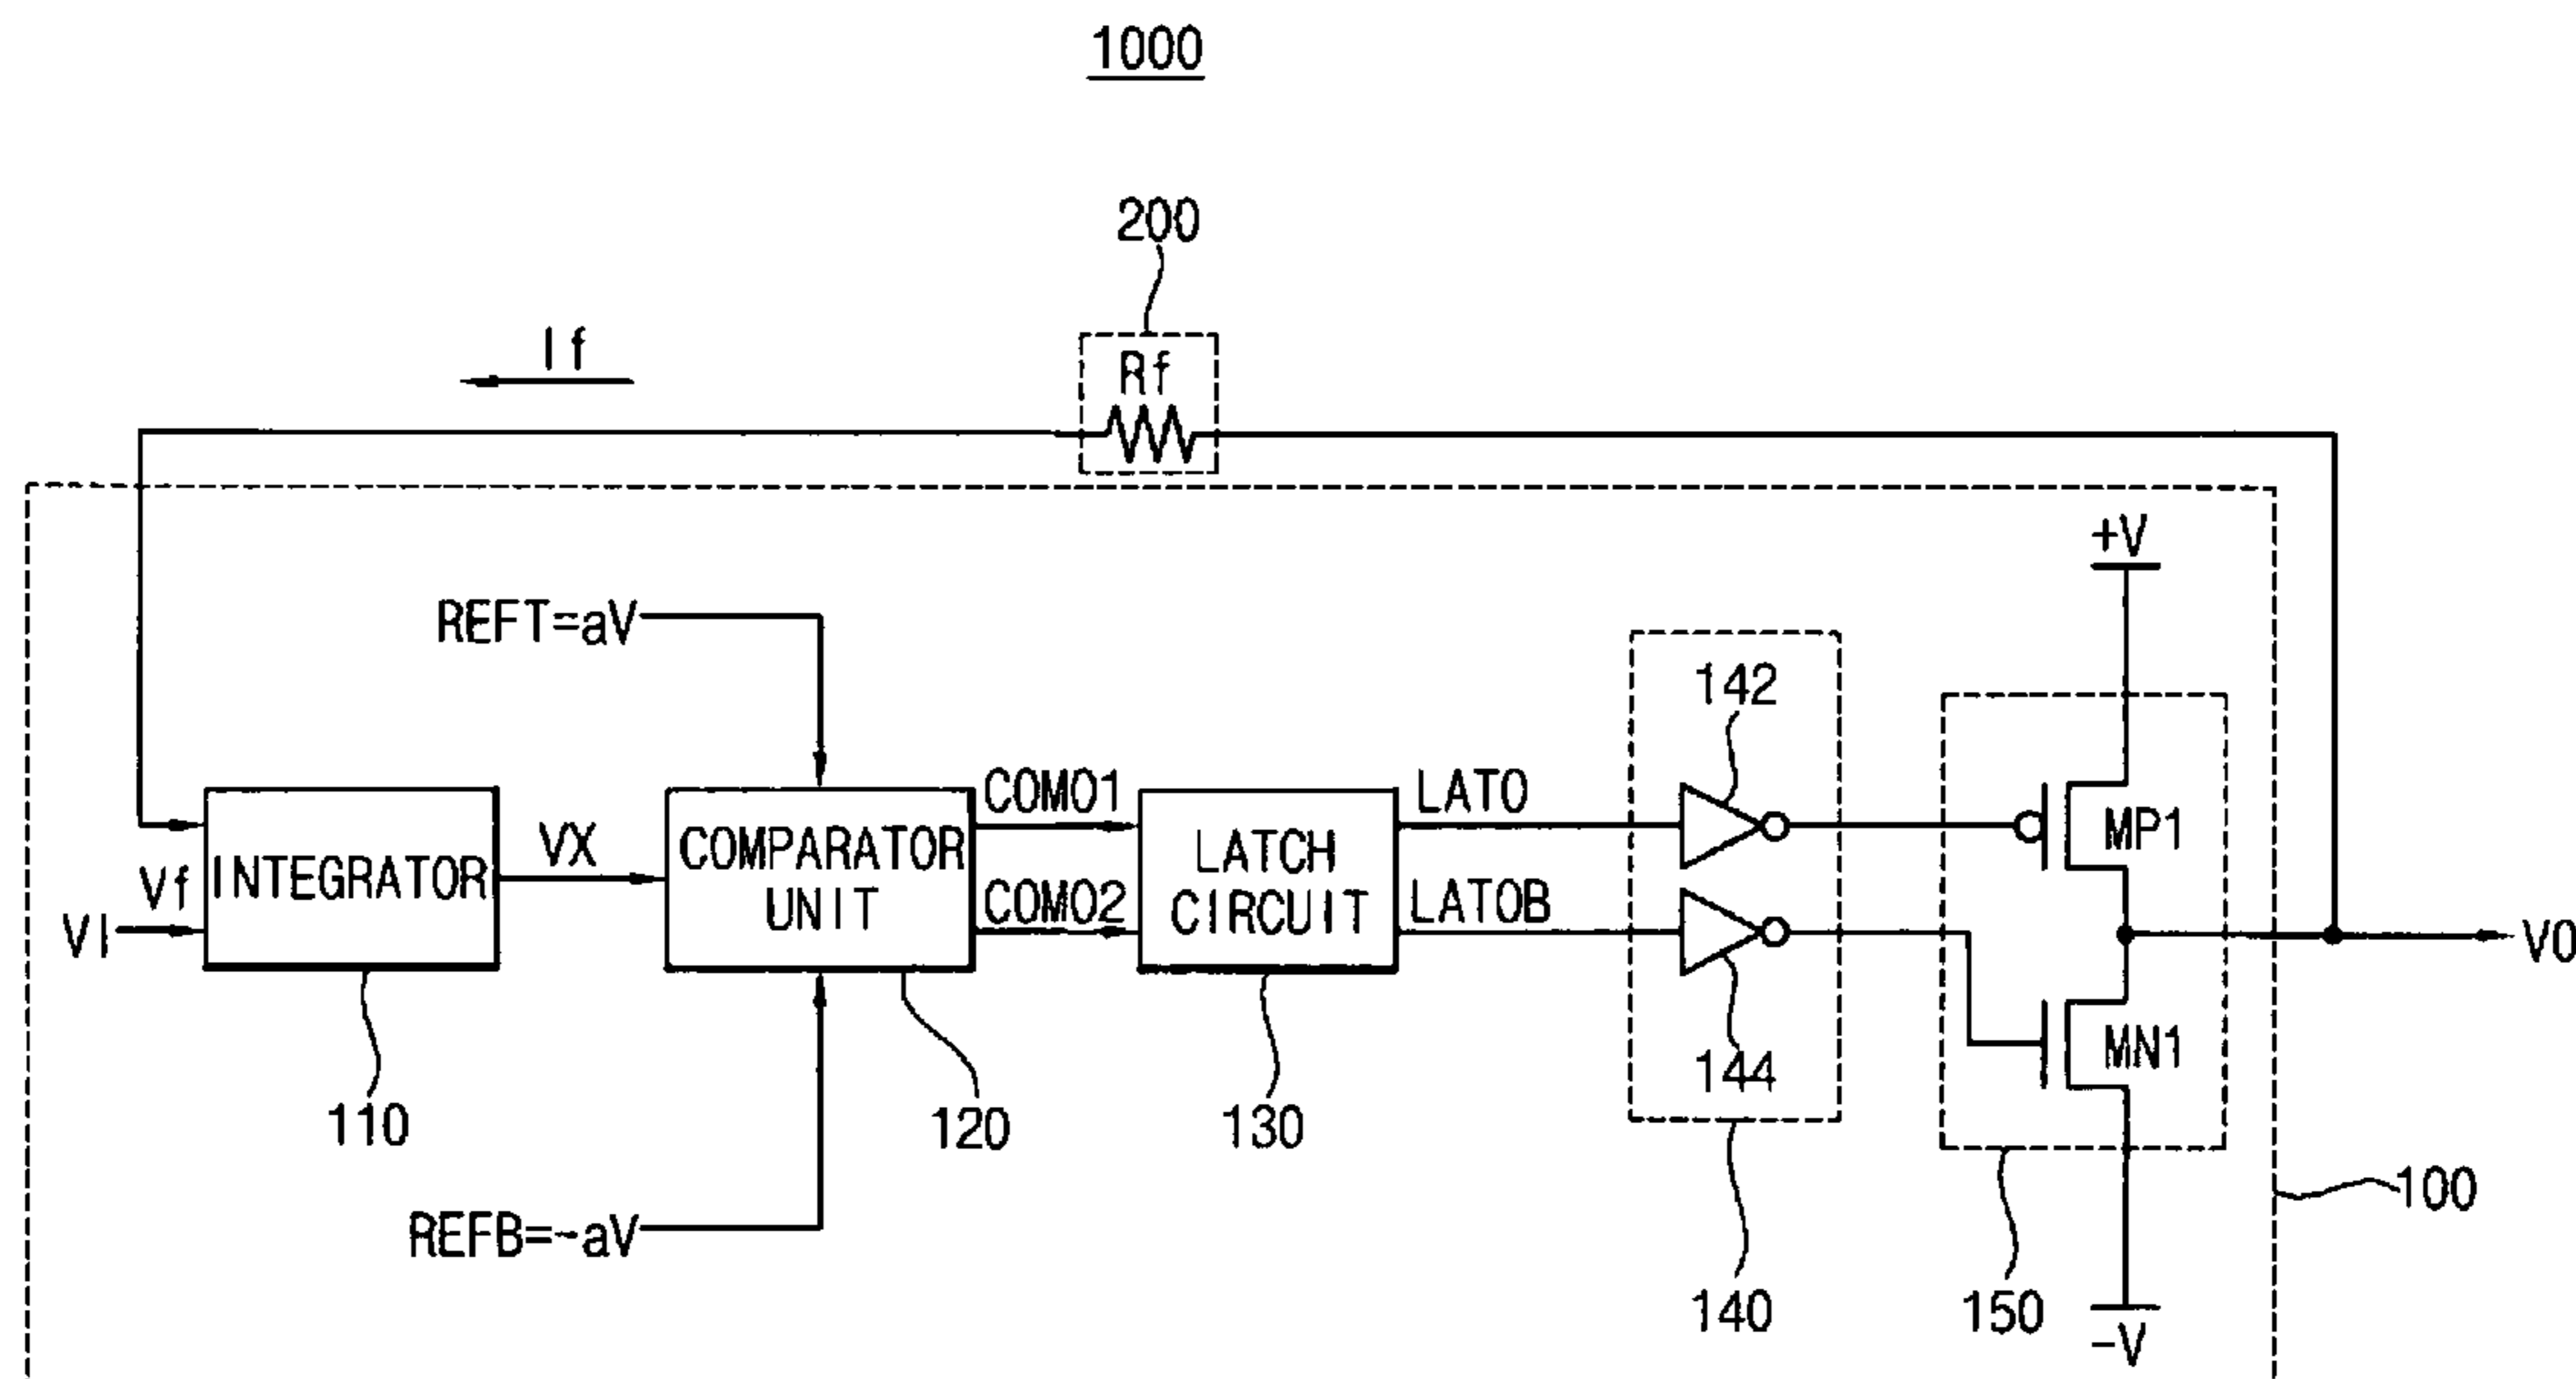 1000
200
If
Rf
+V
REFT=aV
142
COMO1
LATO
MP1
VX
COMPARATOR
UNIT
LATCH
CIRCUIT
INTEGRATOR
Vf
COMO2
LATOB
VI
VO
MN1
144
110
120
130
100
REFB=-aV
140
150
-V